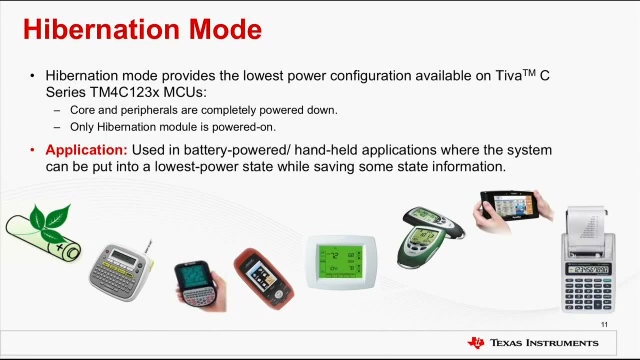 Hibernation Mode
• Hibernation mode provides the lowest power configuration available on Tiva™ C
Series TM4C123x MCUs:
– Core and peripherals are completely powered down.
– Only Hibernation module is powered-on.
• Application: Used in battery-powered/ hand-held applications where the system
can be put into a lowest-power state while saving some state information.
11
TEXAS INSTRUMENTS